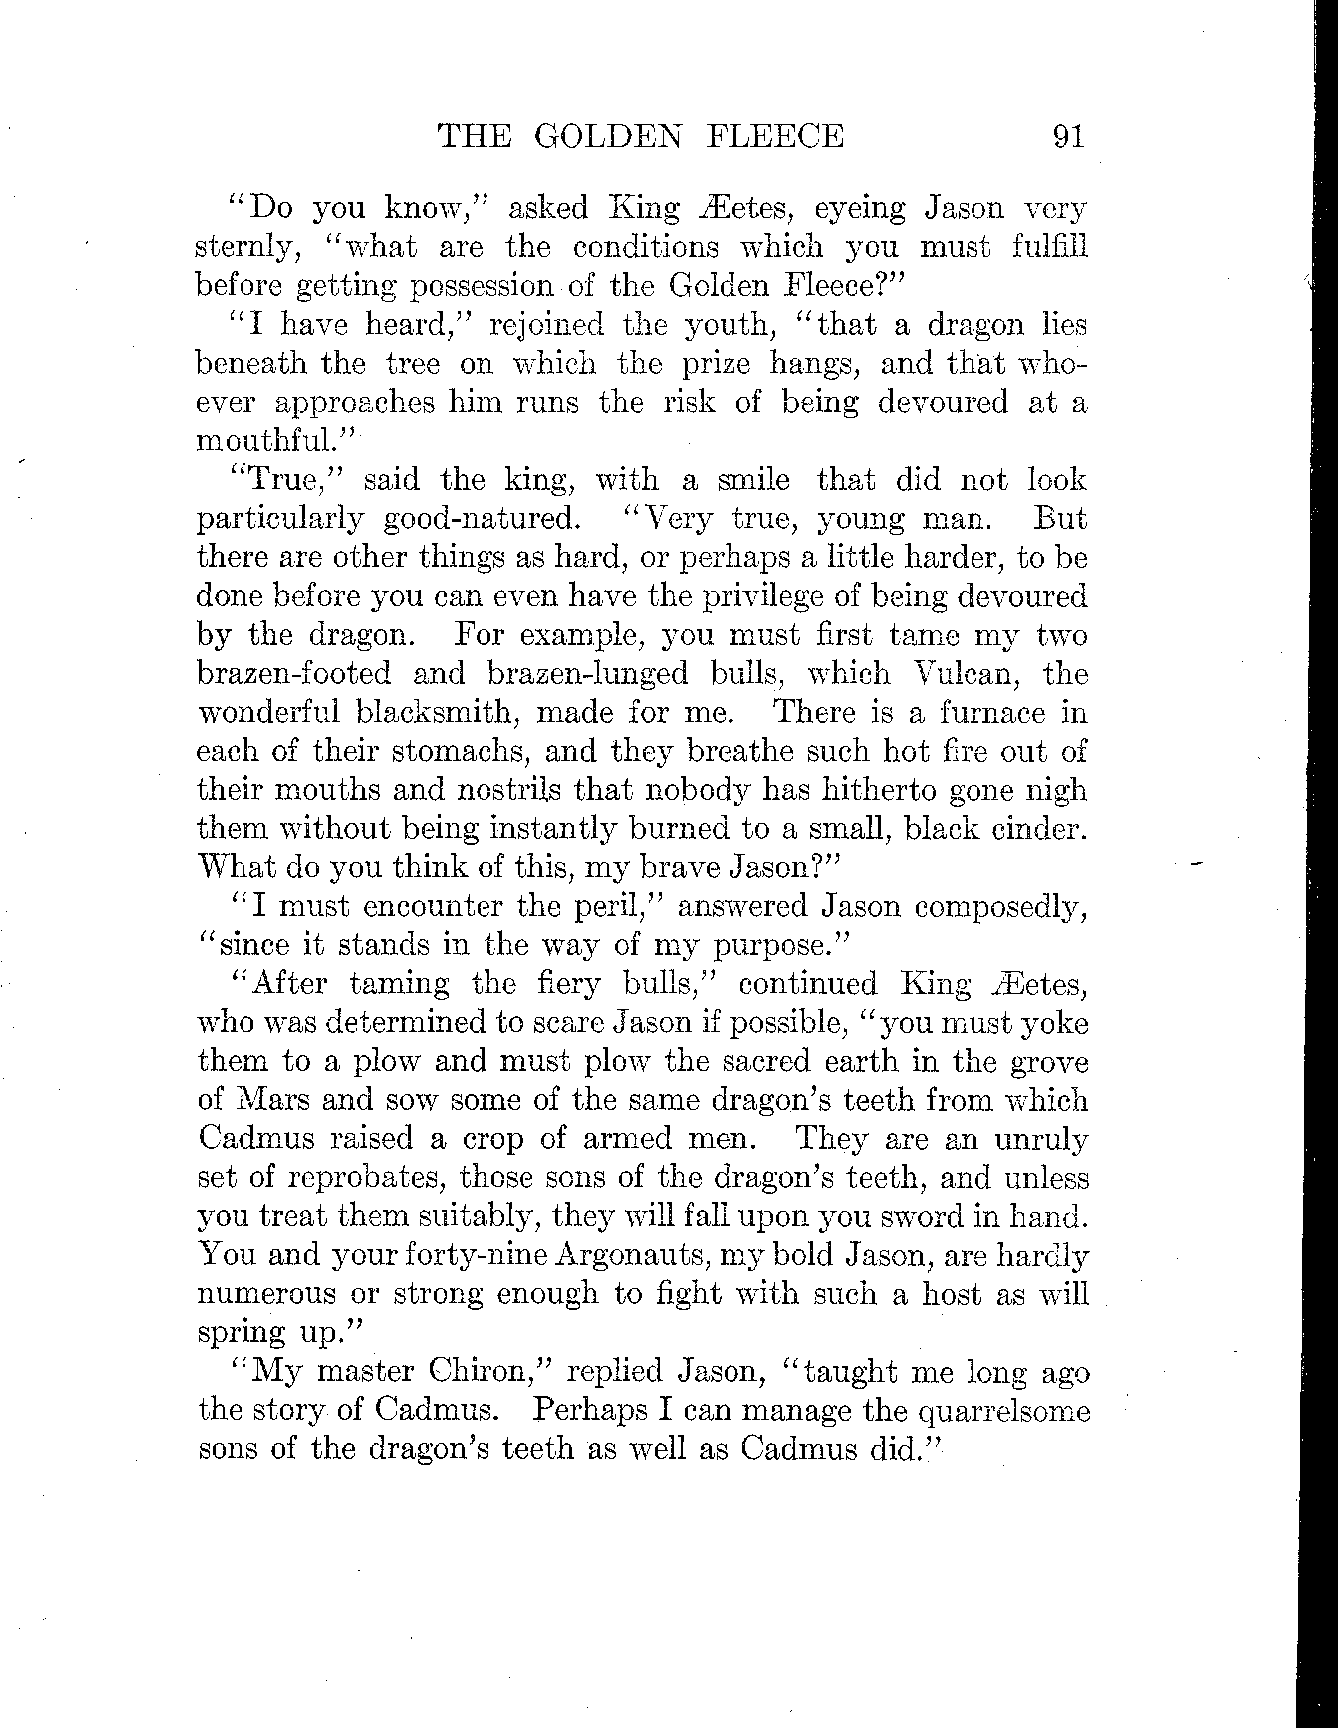 THE GOLDEN FLEECE 91
"Do you know," asked King Æetes, eyeing Jason very
sternly, "what are the conditions which you must fulfill
before getting possession of the Golden Fleece?"
"I have heard," rejoined the youth, "that a dragon lies
beneath the tree on which the prize hangs, and that who-
ever approaches him runs the risk of being devoured at a
mouthful."
"True," said the king, with a smile that did not look
particularly good-natured. "Very true, young man. But
there are other things as hard, or perhaps a little harder, to be
done before you can even have the privilege of being devoured
by the dragon. For example, you must first tame my two
brazen-footed and brazen-lunged bulls, which Vulcan, the
wonderful blacksmith, made for me. There is a furnace in
each of their stomachs, and they breathe such hot fire out of
their mouths and nostrils that nobody has hitherto gone nigh
them without being instantly burned to a small, black cinder.
What do you think of this, my brave Jason?"
"I must encounter the peril," answered Jason composedly,
"since it stands in the way of my purpose."
"After taming the fiery bulls," continued King Æetes,
who was determined to scare Jason if possible, "you must yoke
them to a plow and must plow the sacred earth in the grove
of Mars and sow some of the same dragon's teeth from which
Cadmus raised a crop of armed men. They are an unruly
set of reprobates, those sons of the dragon's teeth, and unless
you treat them suitably, they will fall upon you sword in hand.
You and your forty-nine Argonauts, my bold Jason, are hardly
numerous or strong enough to fight with such a host as will
spring up."
"My master Chiron," replied Jason, "taught me long ago
the story of Cadmus. Perhaps I can manage the quarrelsome
sons of the dragon's teeth as well as Cadmus did."